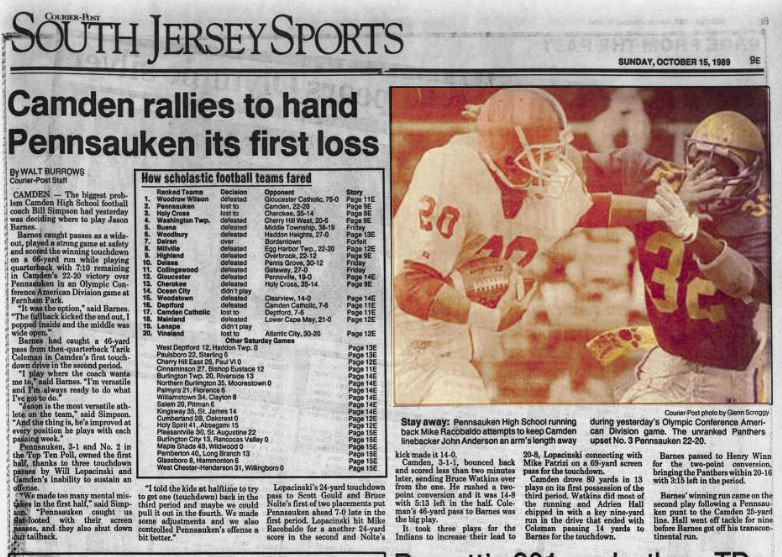 COURIER-POST
SOUTH JERSEY SPORTS
SUNDAY, OCTOBER 15, 1989 9E
Camden rallies to hand
Pennsauken its first loss
By WALT BURROWS
Courier-Post Staff
CAMDEN — The biggest prob-
lem Camden High School football
coach Bill Simpson had yesterday
was deciding where to play Jason
Barnes.
Barnes caught passes as a wide-
out, played a strong game at safety
and scored the winning touchdown
on a 66-yard run while playing
quarterback with 7:10 remaining
in Camden's 22-20 victory over
Pennsauken in an Olympic Con-
ference American Division game at
Farnham Park.
"It was the option," said Barnes.
"The fullback kicked the end out, I
popped inside and the middle was
wide open."
Barnes had caught a 46-yard
pass from then-quarterback Tarik
Coleman in Camden's first touch-
down drive in the second period.
"I play where the coach wants
me to," said Barnes. "I'm versatile
and I'm always ready to do what
I've got to do."
"Jason is the most versatile ath-
lete on the team," said Simpson.
"And the thing is, he's improved at
every position he plays with each
passing week."
Pennsauken, 3-1 and No. 2 in
the Top Ten Poll, owned the first
half, thanks to three touchdown
passes by Will Lopacinski and
Camden's inability to sustain an
offense.
"We made too many mental mis-
takes in the first half," said Simp-
son. "Pennsauken caught us
flat-footed with their screen
passes, and they also shut down
our tailback.
How scholastic football teams fared
Ranked Teams Decision Opponent Story
1. Woodrow Wilson defeated Gloucester Catholic, 76-0 Page 11E
2. Pennsauken lost to Camden, 22-20 Page 9E
3. Holy Cross lost to Cherokee, 35-14 Page 9E
4. Washington Twp. defeated Cherry Hill West, 20-6 Page 9E
5. Buena defeated Middle Township, 38-19 Friday
6. Woodbury defeated Haddon Heights, 27-0 Page 13E
7. Delran over Bordentown Forfeit
8. Millville defeated Egg Harbor Twp., 22-20 Page 12E
9. Highland defeated Overbrook, 22-12 Page 9E
10. Delsea defeated Penns Grove, 30-12 Friday
11. Collingswood defeated Gateway, 27-0 Friday
12. Gloucester defeated Pennsville, 19-0 Page 14E
13. Cherokee defeated Holy Cross, 35-14 Page 9E
14. Ocean City didn't play
15. Woodstown defeated Clearview, 14-0 Page 14E
16. Deptford defeated Camden Catholic, 7-6 Page 11E
17. Camden Catholic lost to Deptford, 7-6 Page 11E
18. Mainland defeated Lower Cape May, 21-0 Page 12E
19. Lenape didn't play
20. Vineland lost to Atlantic City, 30-20 Page 12E
Other Saturday Games
West Deptford 12, Haddon Twp. 0 Page 13E
Paulsboro 22, Sterling 6 Page 13E
Cherry Hill East 26, Paul VI 0 Page 12E
Cinnaminson 27, Bishop Eustace 12 Page 11E
Burlington Twp. 20, Riverside 13 Page 14E
Northern Burlington 35, Moorestown 0 Page 14E
Palmyra 21, Florence 6 Page 14E
Williamstown 34, Clayton 8 Page 14E
Salem 20, Pitman 6 Page 14E
Kingsway 35, St. James 14 Page 14E
Cumberland 28, Oakcrest 0 Page 12E
Holy Spirit 41, Absegami 15 Page 12E
Pleasantville 30, St. Augustine 22 Page 15E
Burlington City 13, Rancocas Valley 0 Page 15E
Maple Shade 49, Wildwood 0 Page 15E
Pemberton 40, Long Branch 13 Page 15E
Glassboro 8, Hammonton 6 Page 15E
West Chester-Henderson 31, Willingboro 0 Page 15E
"I told the kids at halftime to try
to get one (touchdown) back in the
third period and maybe we could
pull it out in the fourth. We made
some adjustments and we also
controlled Pennsauken's offense a
bit better."
Lopacinski's 24-yard touchdown
pass to Scott Gould and Bruce
Nolte's first of two placements put
Pennsauken ahead 7-0 late in the
first period. Lopacinski hit Mike
Racobaldo for a another 24-yard
score in the second and Nolte's
Courier-Post photo by Glenn Scroggy
Stay away: Pennsauken High School running
back Mike Racobaldo attempts to keep Camden
linebacker John Anderson an arm's length away
during yesterday's Olympic Conference Ameri-
can Division game. The unranked Panthers
upset No. 3 Pennsauken 22-20.
kick made it 14-0.
Camden, 3-1-1, bounced back
and scored less than two minutes
later, sending Bruce Watkins over
from the one. He rushed a two-
point conversion and it was 14-8
with 5:13 left in the half. Cole-
man's 46-yard pass to Barnes was
the big play.
It took three plays for the
Indians to increase their lead to
20-8, Lopacinski connecting with
Mike Patrizi on a 69-yard screen
pass for the touchdown.
Camden drove 80 yards in 13
plays on its first possession of the
third period. Watkins did most of
the running and Adrien Hall
chipped in with a key nine-yard
run in the drive that ended with
Coleman passing 14 yards to
Barnes for the touchdown.
Barnes passed to Henry Winn
for the two-point conversion,
bringing the Panthers within 20-16
with 3:15 left in the period.
Barnes' winning run came on the
second play following a Pennsau-
ken punt to the Camden 25-yard
line. Hall went off tackle for nine
before Barnes got off his transcon-
tinental run.